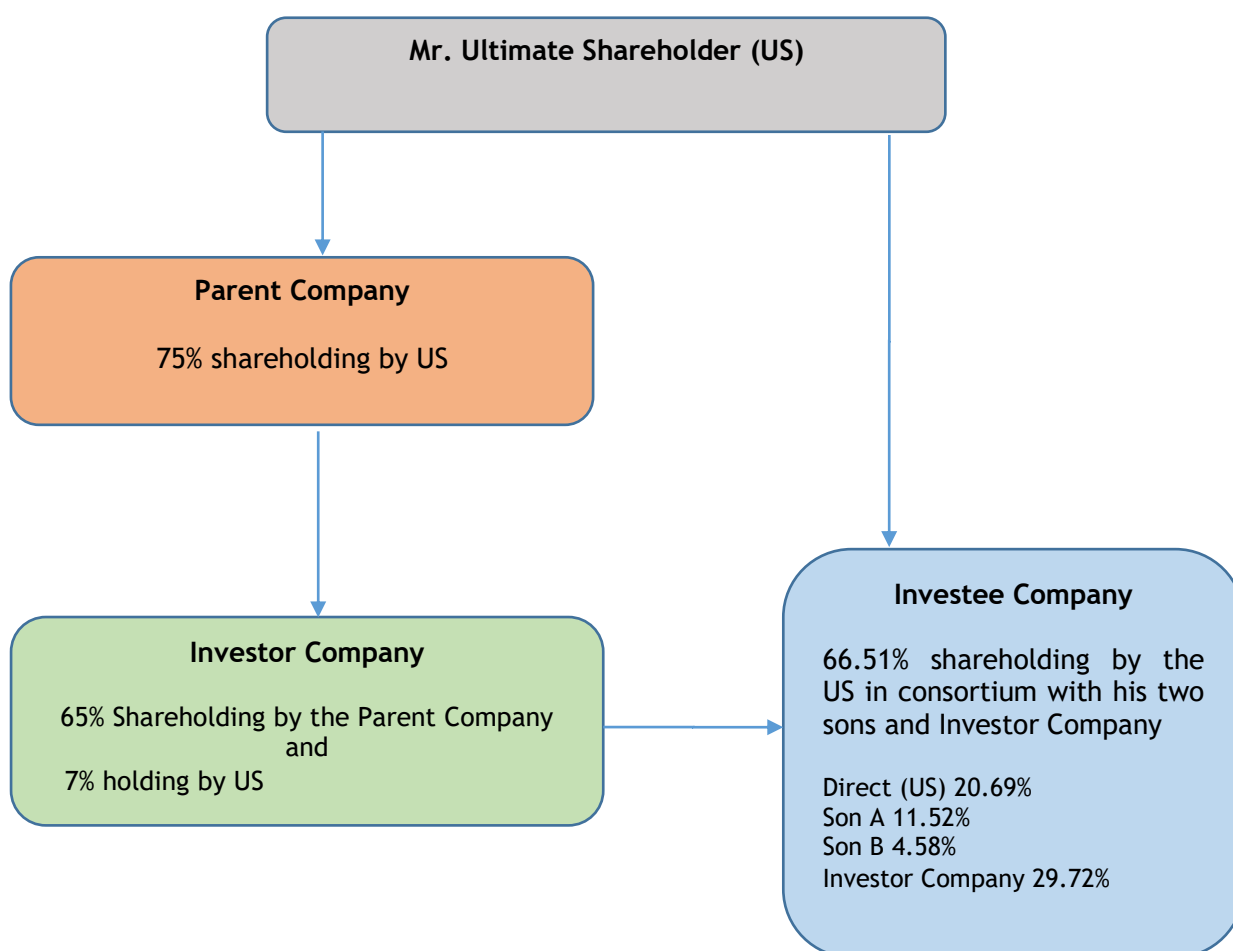 Mr. Ultimate Shareholder (US)
Parent Company
75% shareholding by US
Investor Company
65% Shareholding by the Parent Company
and
7% holding by US
Investee Company
66.51% shareholding by the
US in consortium with his two
sons and Investor Company
Direct (US) 20.69%
Son A 11.52%
Son B 4.58%
Investor Company 29.72%